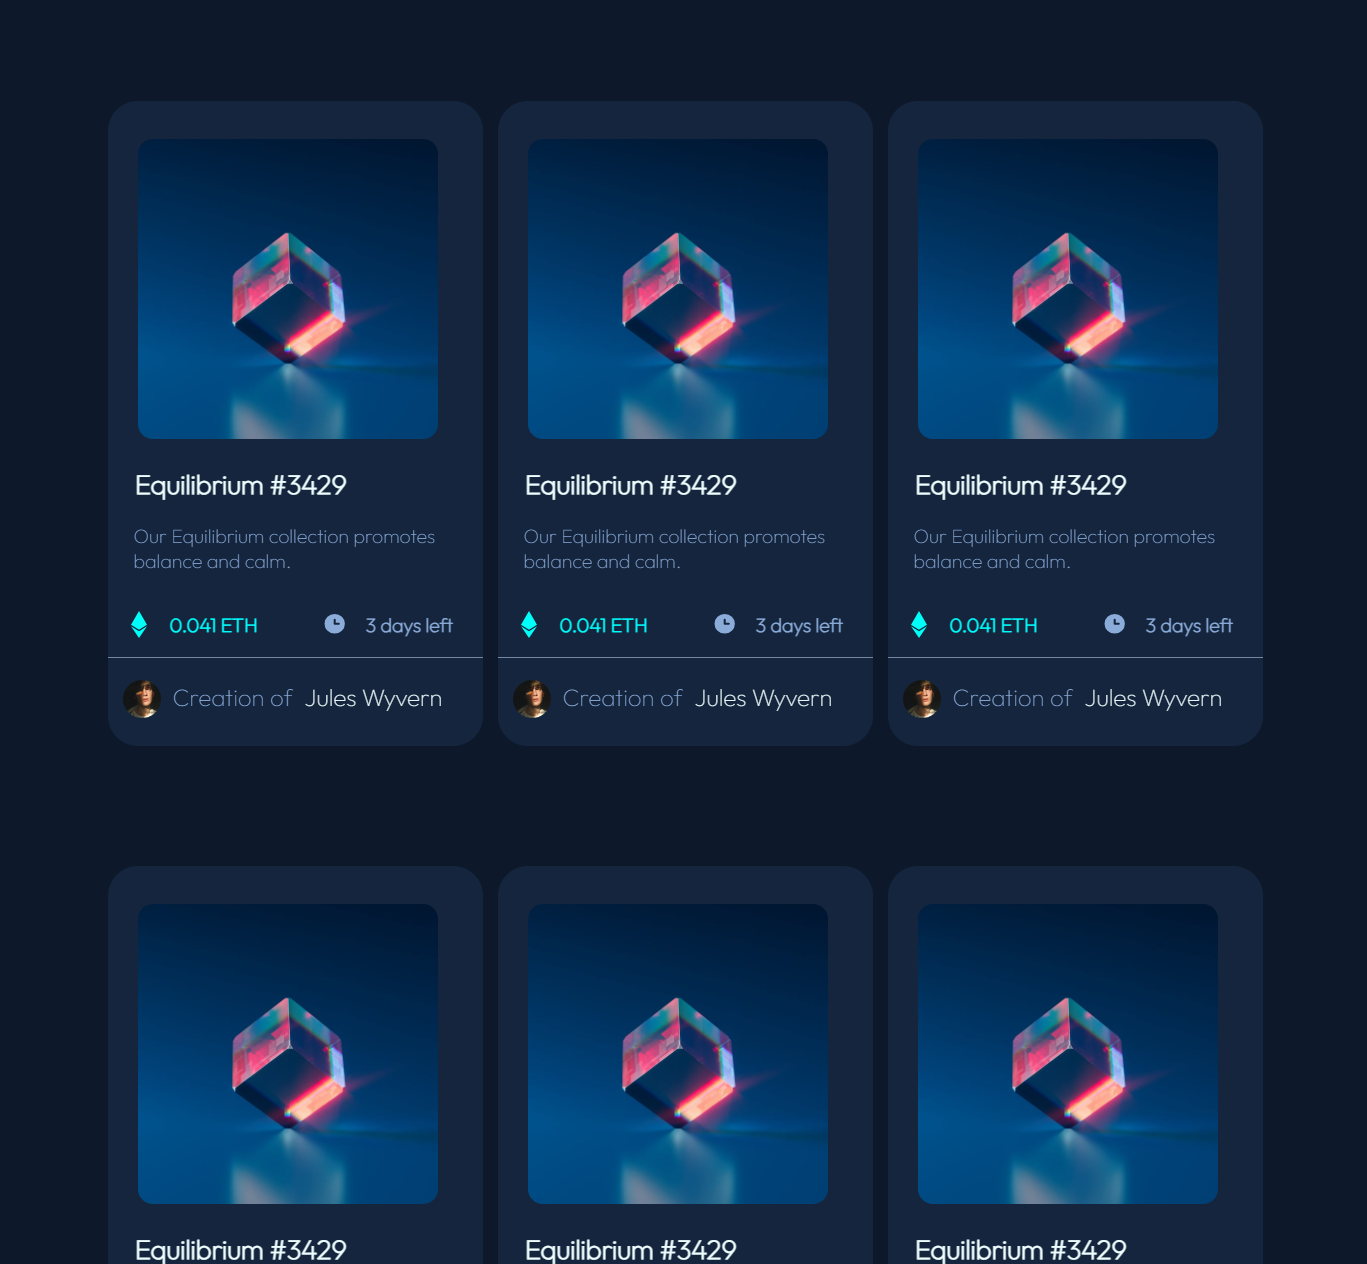 Equilibrium #3429
Our Equilibrium collection promotes
balance and calm.
0.041 ETH
3 days left
Creation of Jules Wyvern
Equilibrium #3429
Our Equilibrium collection promotes
balance and calm.
0.041 ETH
3 days left
Creation of Jules Wyvern
Equilibrium #3429
Our Equilibrium collection promotes
balance and calm.
0.041 ETH
3 days left
Creation of Jules Wyvern
Equilibrium #3429
Equilibrium #3429
Equilibrium #3429